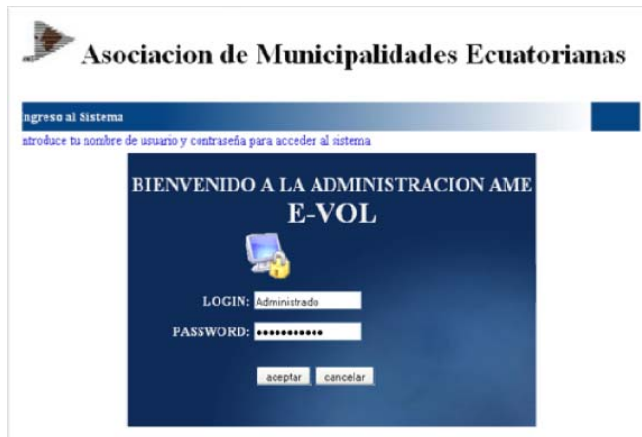 Asociacion de Municipalidades Ecuatorianas
ngreso al Sistema
ntroduce tu nombre de usuario y contraseña para acceder al sistema
BIENVENIDO A LA ADMINISTRACION AME
E-VOL
LOGIN: Administrado
PASSWORD: •••••••••••
aceptar cancelar